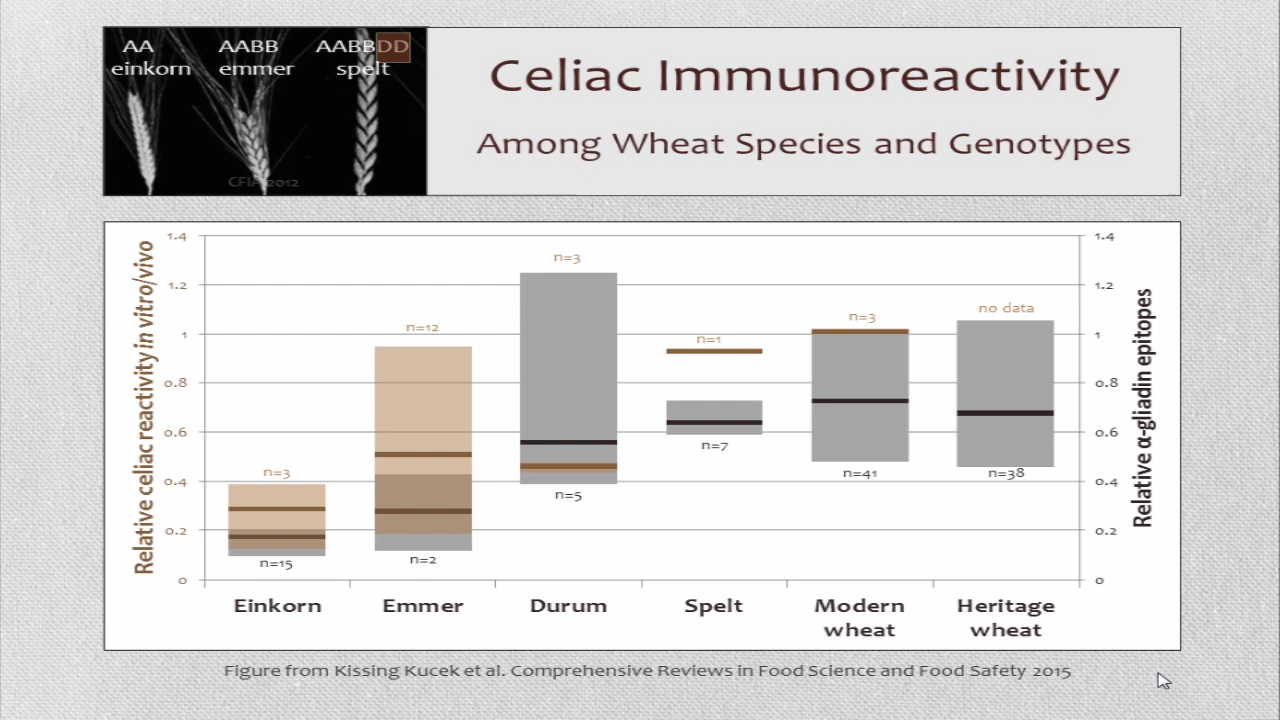 AA AABB AABBDD
einkorn emmer spelt
CFIA 2012
Celiac Immunoreactivity
Among Wheat Species and Genotypes
Relative celiac reactivity in vitro/vivo
Relative α-gliadin epitopes
1.4
1.2
1
0.8
0.6
0.4
0.2
0
1.4
1.2
1
0.8
0.6
0.4
0.2
0
n=3
n=15
n=12
n=2
n=3
n=5
n=1
n=7
n=3
n=41
no data
n=38
Einkorn Emmer Durum Spelt Modern wheat Heritage wheat
Figure from Kissing Kucek et al. Comprehensive Reviews in Food Science and Food Safety 2015